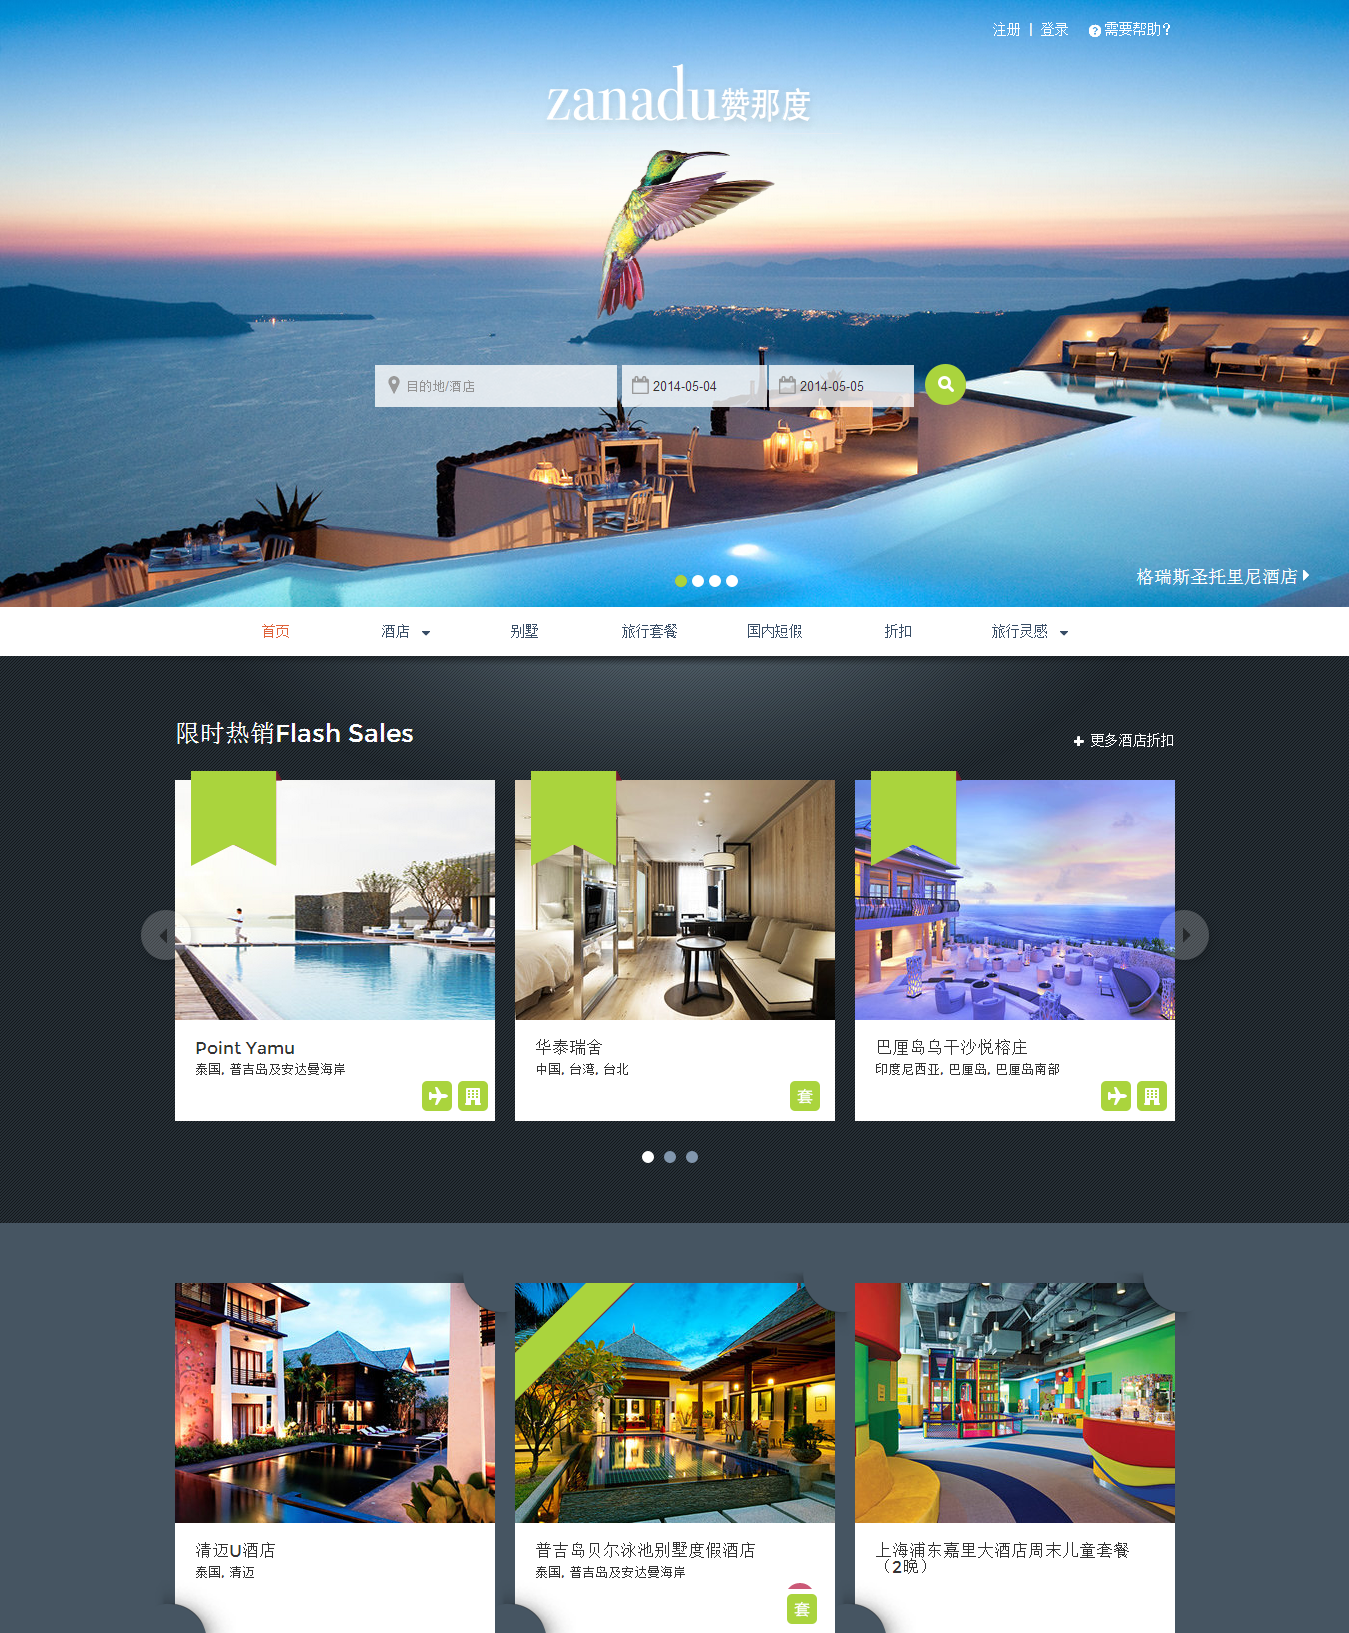 注册 | 登录 需要帮助?
zanadu赞那度
目的地/酒店 2014-05-04 2014-05-05
格瑞斯圣托里尼酒店
首页 酒店 别墅 旅行套餐 国内短假 折扣 旅行灵感
限时热销Flash Sales
更多酒店折扣
Point Yamu
泰国, 普吉岛及安达曼海岸
华泰瑞舍
中国, 台湾, 台北
套
巴厘岛乌干沙悦榕庄
印度尼西亚, 巴厘岛, 巴厘岛南部
清迈U酒店
泰国, 清迈
普吉岛贝尔泳池别墅度假酒店
泰国, 普吉岛及安达曼海岸
套
上海浦东嘉里大酒店周末儿童套餐
（2晚）